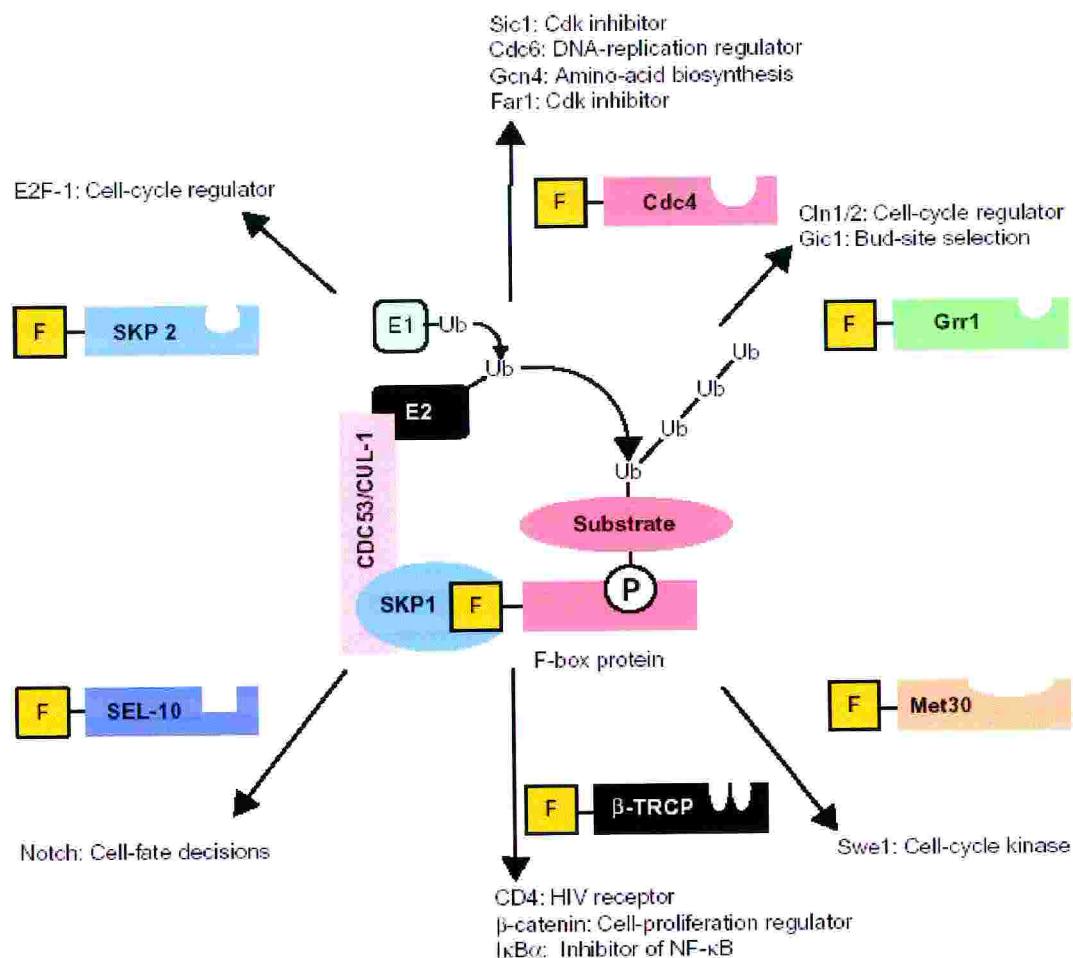 Sic1: Cdk inhibitor
Cdc6: DNA-replication regulator
Gcn4: Amino-acid biosynthesis
Far1: Cdk inhibitor
E2F-1: Cell-cycle regulator
F
Cdc4
Cln1/2: Cell-cycle regulator
Gic1: Bud-site selection
F
SKP 2
E1
Ub
F
Grr1
Ub
Ub
E2
Ub
Ub
Ub
CDC53/CUL-1
Substrate
P
SKP1
F
F-box protein
F
SEL-10
F
Met30
F
β-TRCP
Notch: Cell-fate decisions
Swe1: Cell-cycle kinase
CD4: HIV receptor
β-catenin: Cell-proliferation regulator
IκBα: Inhibitor of NF-κB